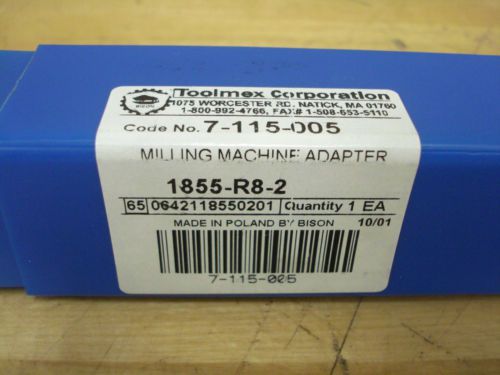 BISON
Toolmex Corporation
1075 WORCESTER RD. NATICK, MA 01760
1-800-992-4766, FAX# 1-508-653-5110
Code No. 7-115-005
MILLING MACHINE ADAPTER
1855-R8-2
65 0642118550201 Quantity 1 EA
MADE IN POLAND BY BISON 10/01
7-115-005